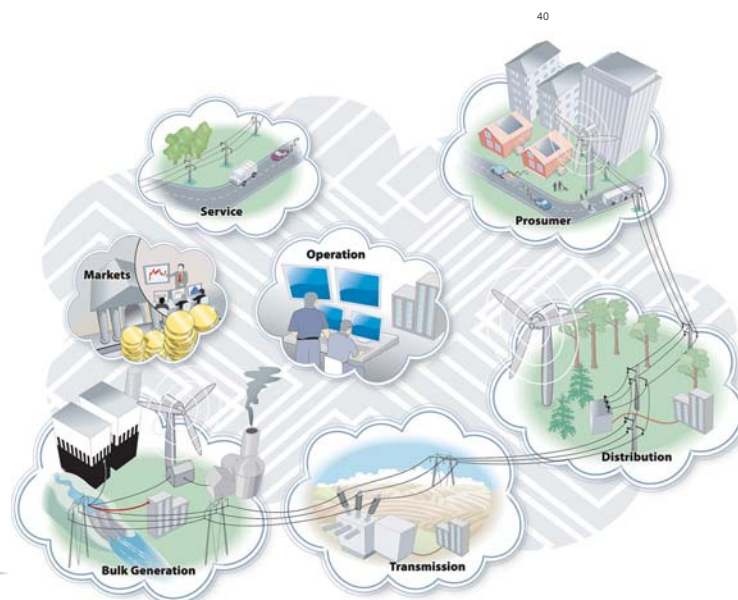 40
Service
Prosumer
Markets
Operation
Distribution
Bulk Generation
Transmission